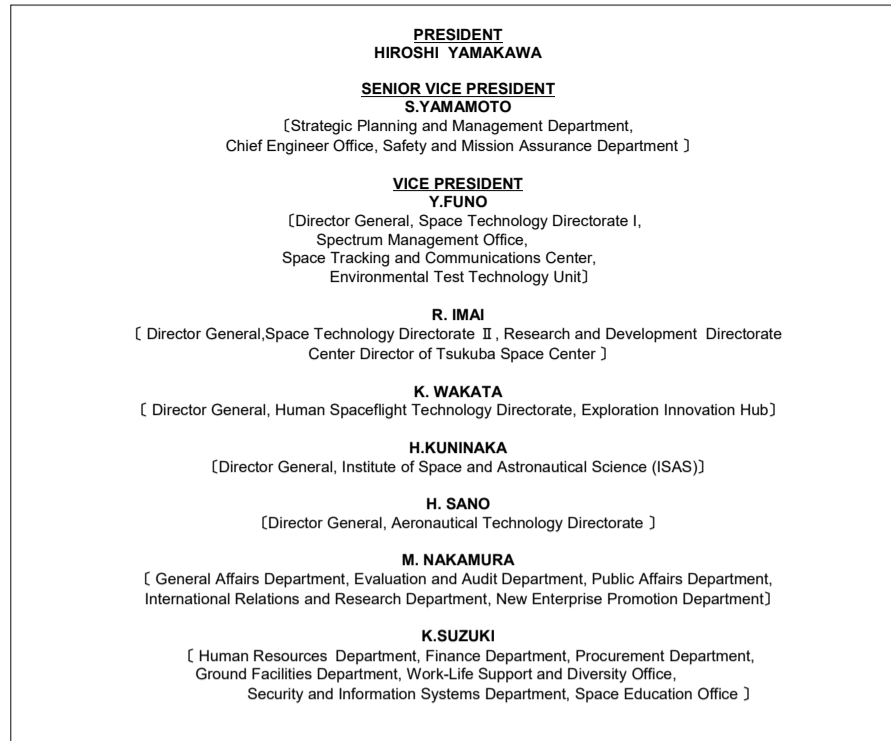 PRESIDENT
HIROSHI YAMAKAWA
SENIOR VICE PRESIDENT
S.YAMAMOTO
〔Strategic Planning and Management Department,
Chief Engineer Office, Safety and Mission Assurance Department 〕
VICE PRESIDENT
Y.FUNO
〔Director General, Space Technology Directorate I,
Spectrum Management Office,
Space Tracking and Communications Center,
Environmental Test Technology Unit〕
R. IMAI
〔 Director General,Space Technology Directorate Ⅱ, Research and Development Directorate
Center Director of Tsukuba Space Center 〕
K. WAKATA
〔 Director General, Human Spaceflight Technology Directorate, Exploration Innovation Hub〕
H.KUNINAKA
〔Director General, Institute of Space and Astronautical Science (ISAS)〕
H. SANO
〔Director General, Aeronautical Technology Directorate 〕
M. NAKAMURA
〔 General Affairs Department, Evaluation and Audit Department, Public Affairs Department,
International Relations and Research Department, New Enterprise Promotion Department〕
K.SUZUKI
〔 Human Resources Department, Finance Department, Procurement Department,
Ground Facilities Department, Work-Life Support and Diversity Office,
Security and Information Systems Department, Space Education Office 〕